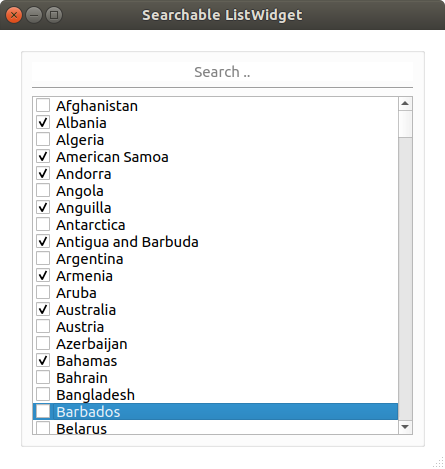 Searchable ListWidget
Search ..
Afghanistan
Albania
Algeria
American Samoa
Andorra
Angola
Anguilla
Antarctica
Antigua and Barbuda
Argentina
Armenia
Aruba
Australia
Austria
Azerbaijan
Bahamas
Bahrain
Bangladesh
Barbados
Belarus